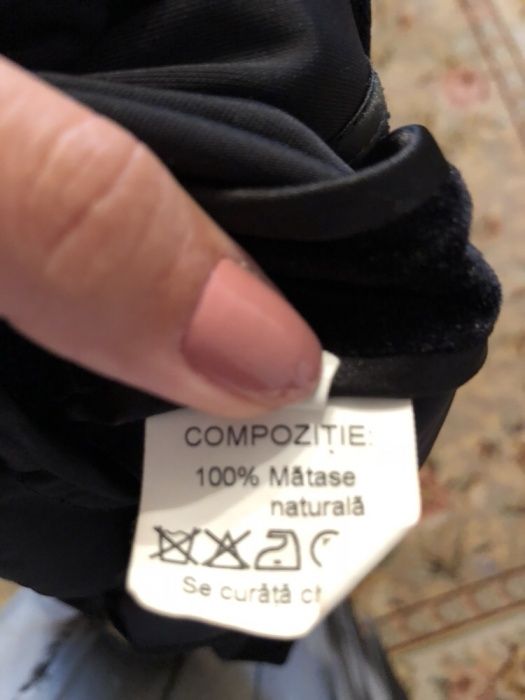 COMPOZIȚIE:
100% Mătase
naturală
Se curăță